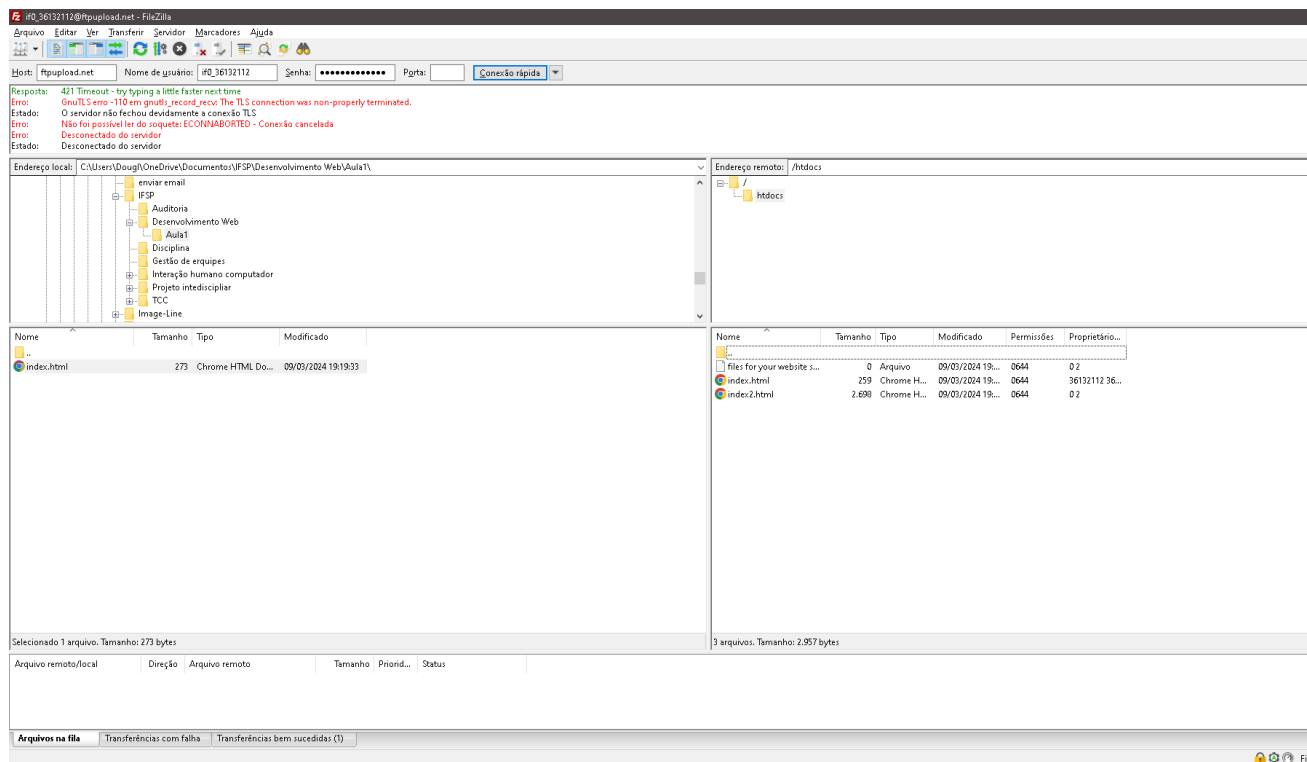 if0_36132112@ftpupload.net - FileZilla
Arquivo Editar Ver Transferir Servidor Marcadores Ajuda
Host: ftpupload.net Nome de usuário: if0_36132112 Senha: ●●●●●●●●●●●●● Porta: Conexão rápida
Resposta: 421 Timeout - try typing a little faster next time
Erro: GnuTLS erro -110 em gnutls_record_recv: The TLS connection was non-properly terminated.
Estado: O servidor não fechou devidamente a conexão TLS
Erro: Não foi possível ler do soquete: ECONNABORTED - Conexão cancelada
Erro: Desconectado do servidor
Estado: Desconectado do servidor
Endereço local: C:\Users\Dougl\OneDrive\Documentos\IFSP\Desenvolvimento Web\Aula1\
enviar email
IFSP
Auditoria
Desenvolvimento Web
Aula1
Disciplina
Gestão de erquipes
Interação humano computador
Projeto intediscipliar
TCC
Image-Line
Endereço remoto: /htdocs
/
htdocs
Nome Tamanho Tipo Modificado
..
index.html 273 Chrome HTML Do... 09/03/2024 19:19:33
Selecionado 1 arquivo. Tamanho: 273 bytes
Nome Tamanho Tipo Modificado Permissões Proprietário...
..
files for your website s... 0 Arquivo 09/03/2024 19:... 0644 0 2
index.html 259 Chrome H... 09/03/2024 19:... 0644 36132112 36...
index2.html 2.698 Chrome H... 09/03/2024 19:... 0644 0 2
3 arquivos. Tamanho: 2.957 bytes
Arquivo remoto/local Direção Arquivo remoto Tamanho Priorid... Status
Arquivos na fila Transferências com falha Transferências bem sucedidas (1)
Fi